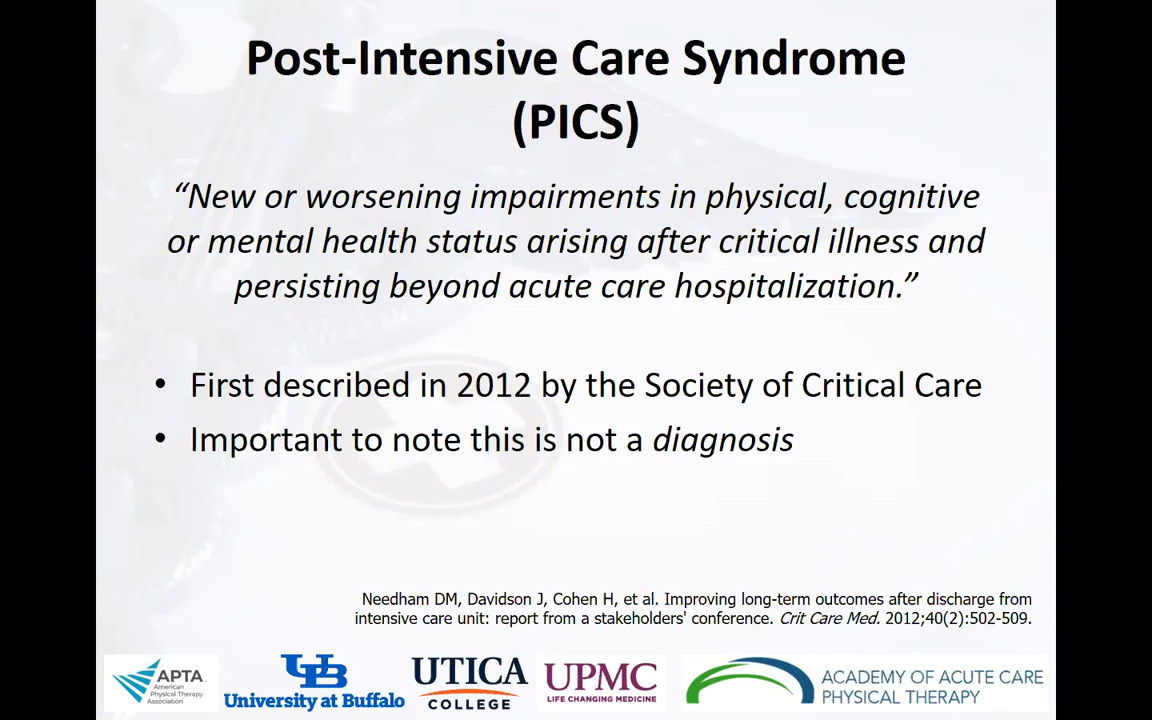 Post-Intensive Care Syndrome
(PICS)
“New or worsening impairments in physical, cognitive
or mental health status arising after critical illness and
persisting beyond acute care hospitalization.”
• First described in 2012 by the Society of Critical Care
• Important to note this is not a diagnosis
Needham DM, Davidson J, Cohen H, et al. Improving long-term outcomes after discharge from
intensive care unit: report from a stakeholders' conference. Crit Care Med. 2012;40(2):502-509.
APTA
American
Physical Therapy
Association
UB
University at Buffalo
UTICA
COLLEGE
UPMC
LIFE CHANGING MEDICINE
ACADEMY OF ACUTE CARE
PHYSICAL THERAPY